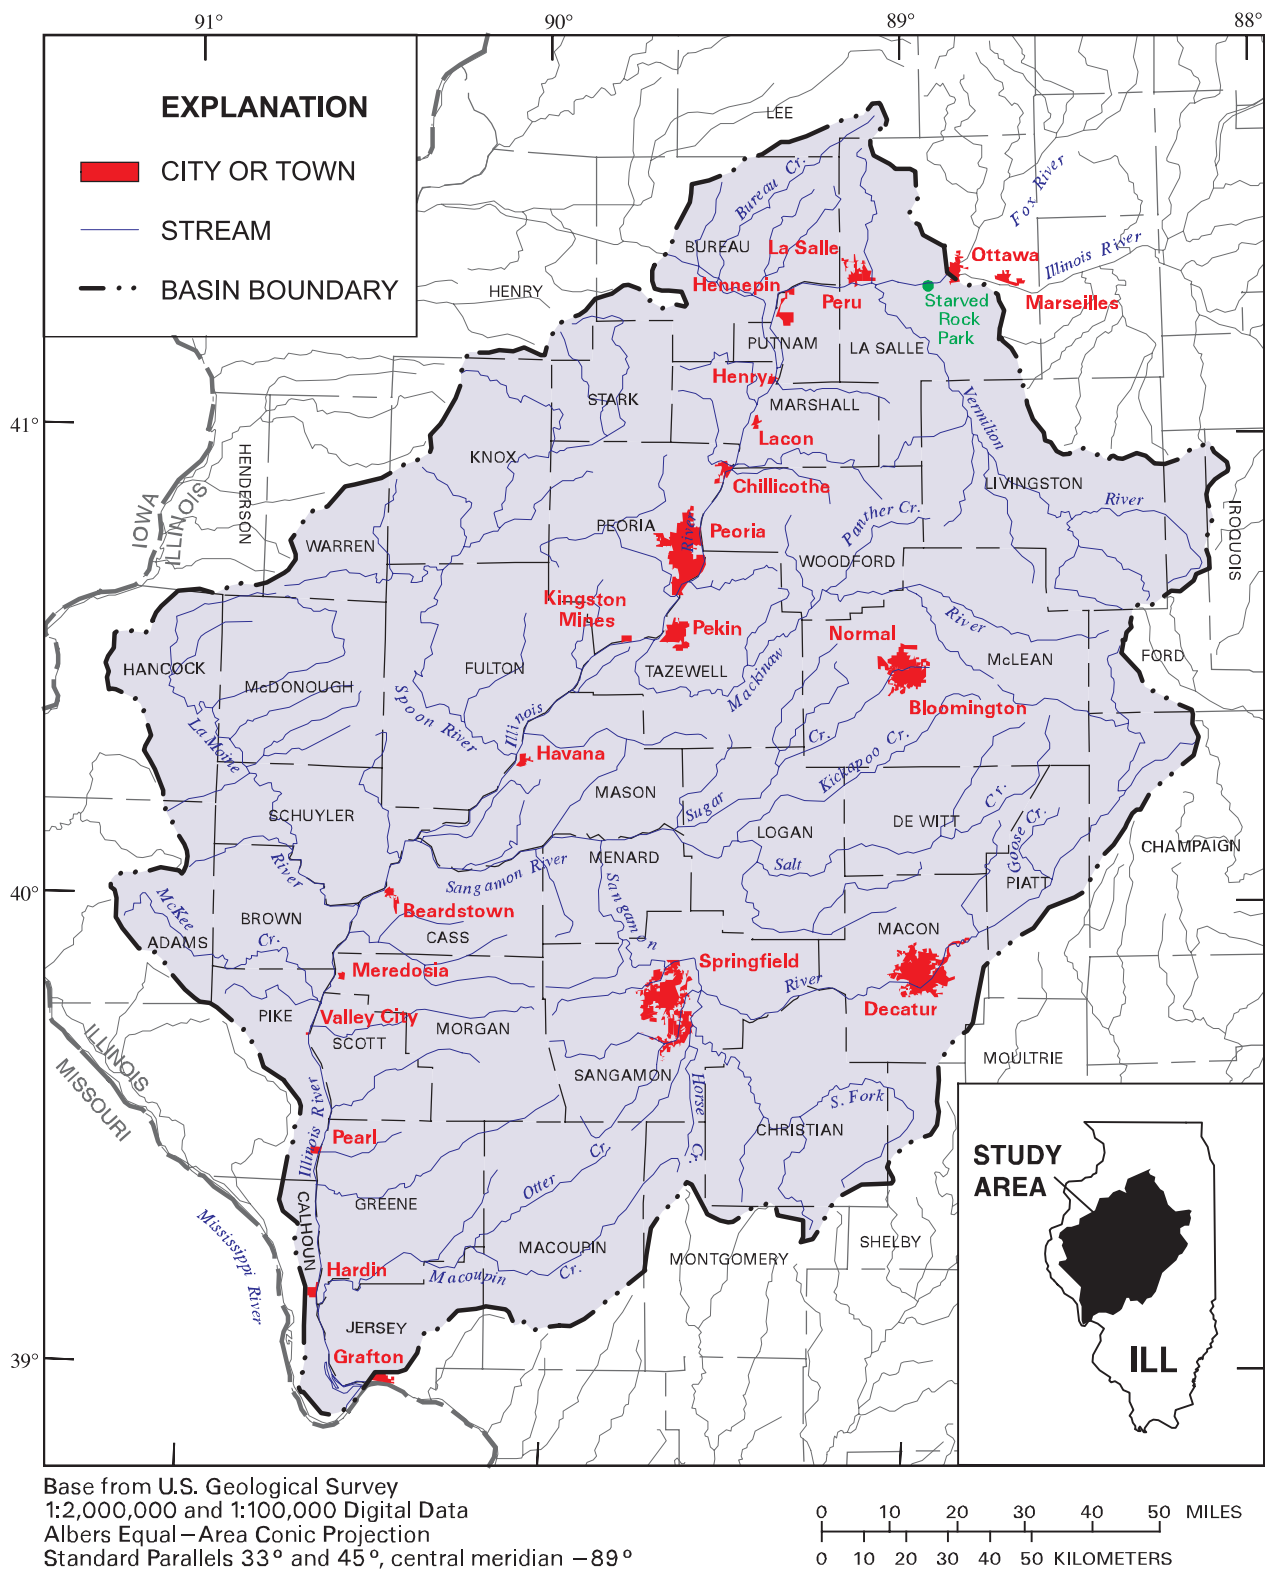 91°
90°
89°
88°
EXPLANATION
CITY OR TOWN
STREAM
BASIN BOUNDARY
LEE
Bureau Cr.
Fox River
BUREAU
La Salle
Ottawa
Illinois River
Hennepin
HENRY
Peru
Starved
Rock
Park
Marseilles
PUTNAM
LA SALLE
Henry
STARK
MARSHALL
41°
Lacon
Vermilion
KNOX
HENDERSON
Chillicothe
LIVINGSTON
River
IOWA
ILLINOIS
PEORIA
River
Peoria
Panther Cr.
IROQUOIS
WARREN
WOODFORD
Kingston
Mines
Pekin
Normal
River
HANCOCK
McDONOUGH
FULTON
TAZEWELL
Mackinaw
McLEAN
FORD
Spoon River
Illinois
Bloomington
La Moine
Havana
Cr.
Kickapoo Cr.
MASON
Sugar
Cr.
SCHUYLER
LOGAN
DE WITT
Goose Cr.
CHAMPAIGN
River
Sangamon River
MENARD
Salt
PIATT
40°
McKee
Cr.
BROWN
Beardstown
Sangamon
ADAMS
CASS
MACON
Meredosia
Springfield
River
Decatur
PIKE
Valley City
SCOTT
MORGAN
ILLINOIS
MISSOURI
MOULTRIE
SANGAMON
Horse
Cr.
S. Fork
Illinois River
Pearl
CHRISTIAN
Otter
Cr.
STUDY
AREA
CALHOUN
GREENE
Mississippi River
MACOUPIN
MONTGOMERY
SHELBY
Hardin
Macoupin
Cr.
JERSEY
ILL
39°
Grafton
Base from U.S. Geological Survey
1:2,000,000 and 1:100,000 Digital Data
Albers Equal–Area Conic Projection
Standard Parallels 33° and 45°, central meridian –89°
0 10 20 30 40 50 MILES
0 10 20 30 40 50 KILOMETERS